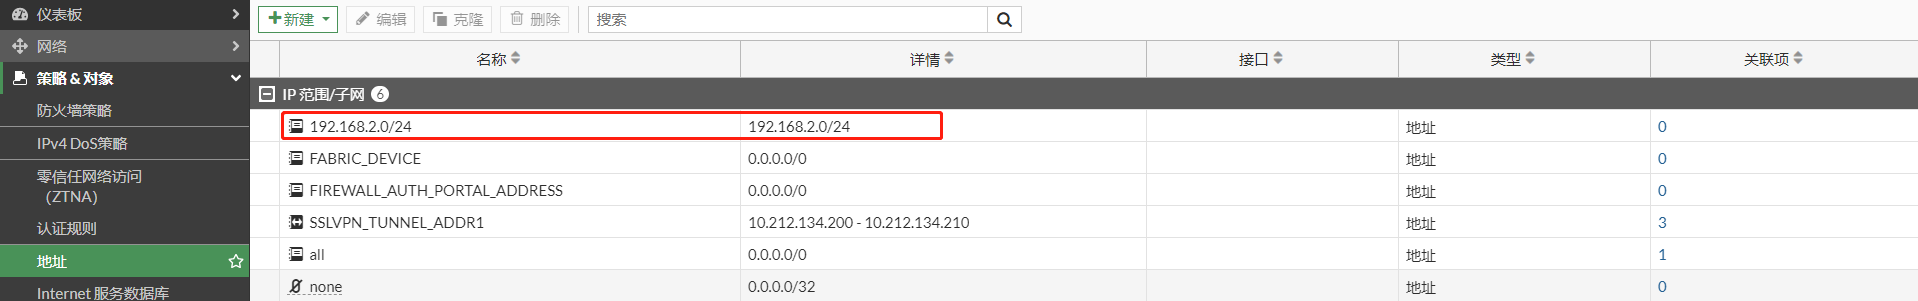 仪表板
网络
策略 & 对象
防火墙策略
IPv4 DoS策略
零信任网络访问
（ZTNA）
认证规则
地址
Internet 服务数据库
新建 编辑 克隆 删除 搜索
名称 详情 接口 类型 关联项
IP 范围/子网 6
192.168.2.0/24 192.168.2.0/24 地址 0
FABRIC_DEVICE 0.0.0.0/0 地址 0
FIREWALL_AUTH_PORTAL_ADDRESS 0.0.0.0/0 地址 0
SSLVPN_TUNNEL_ADDR1 10.212.134.200 - 10.212.134.210 地址 3
all 0.0.0.0/0 地址 1
none 0.0.0.0/32 地址 0